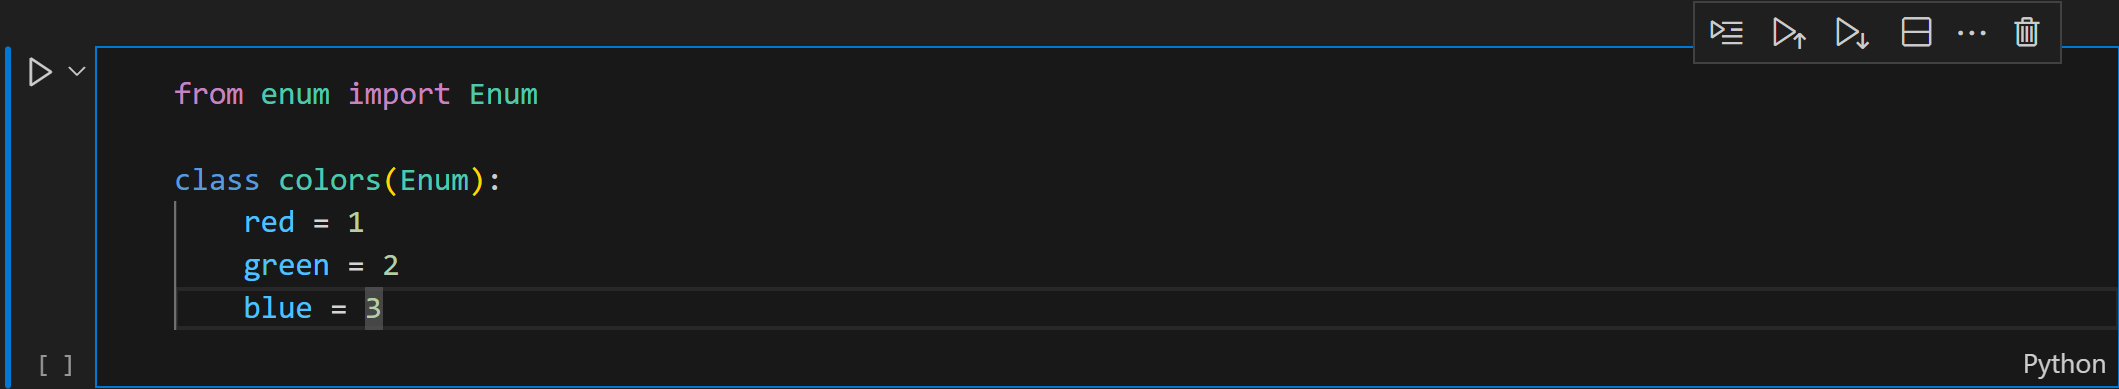 from enum import Enum
class colors(Enum):
    red = 1
    green = 2
    blue = 3
[ ]
Python